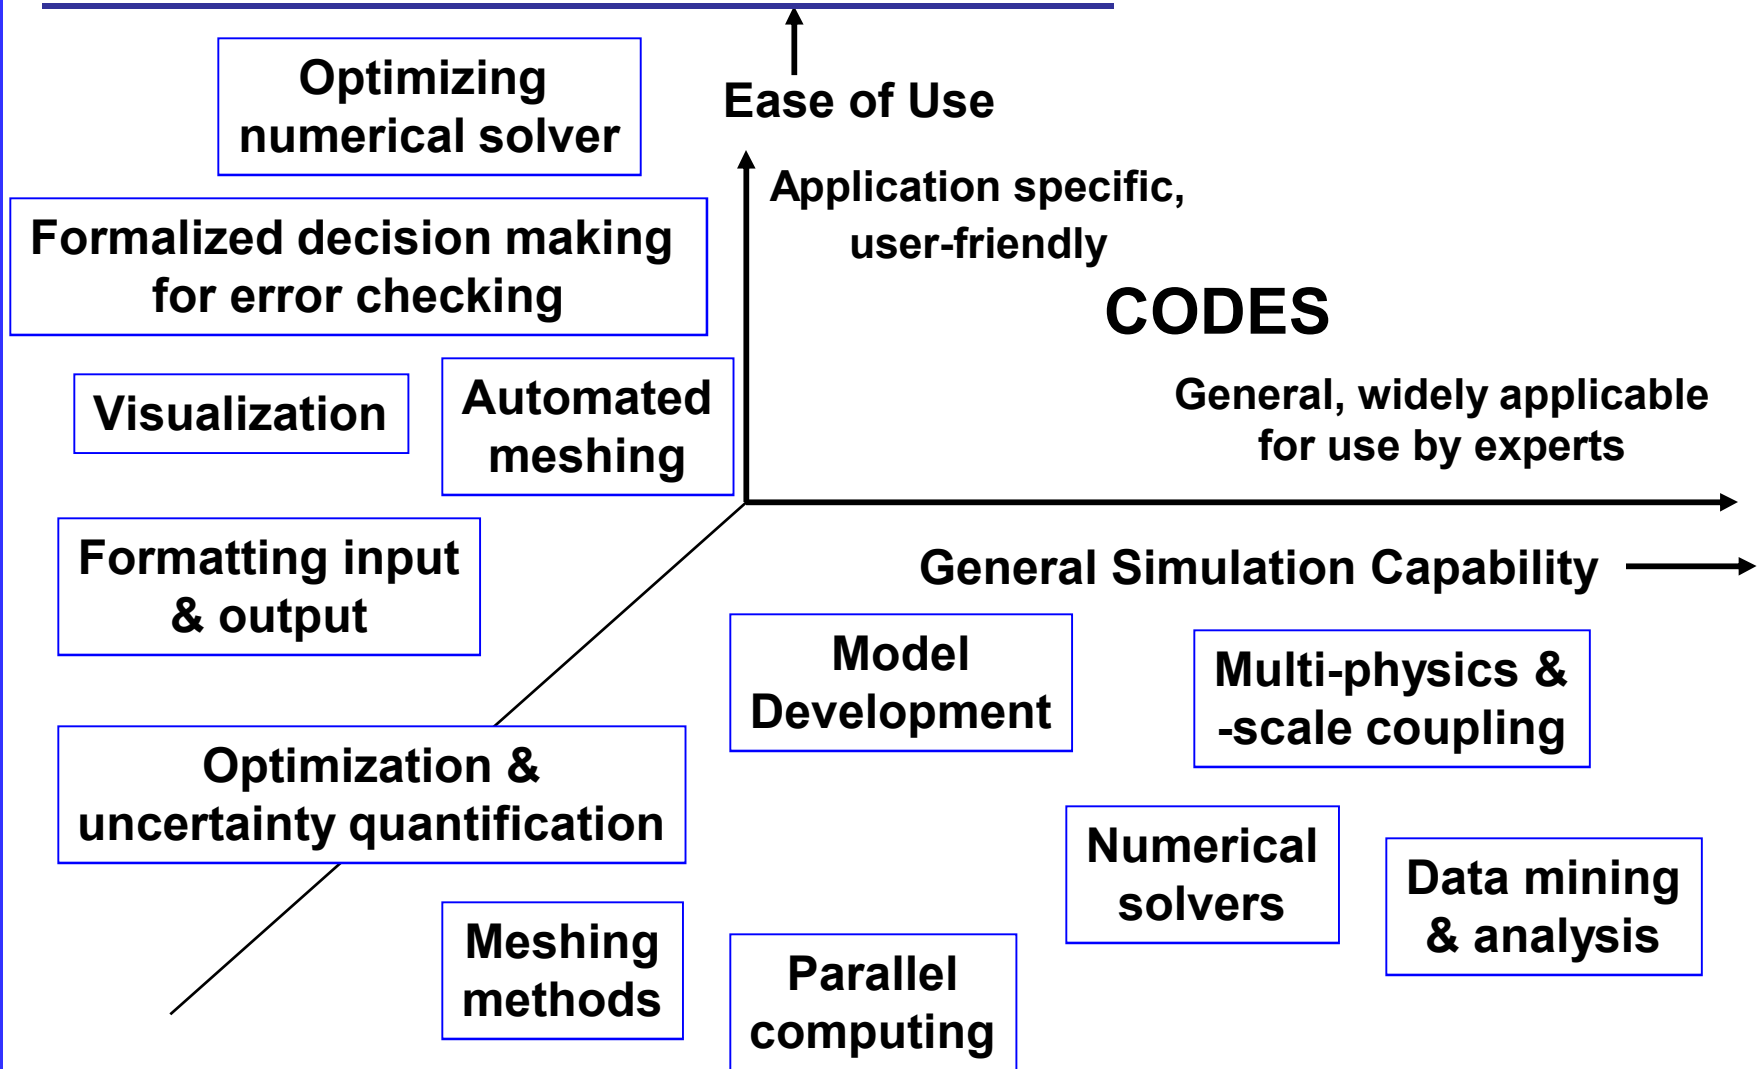 Optimizing
numerical solver
Ease of Use
Application specific,
user-friendly
Formalized decision making
for error checking
CODES
Visualization
Automated
meshing
General, widely applicable
for use by experts
Formatting input
& output
General Simulation Capability
Model
Development
Multi-physics &
-scale coupling
Optimization &
uncertainty quantification
Numerical
solvers
Data mining
& analysis
Meshing
methods
Parallel
computing